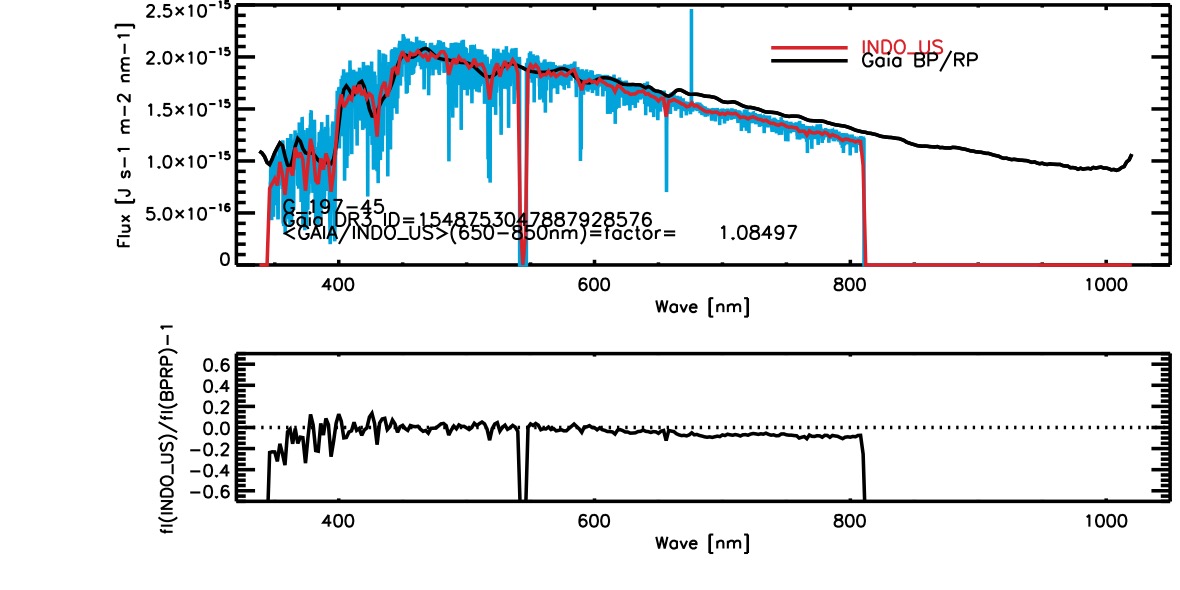 2.5×10−15
2.0×10−15
1.5×10−15
1.0×10−15
5.0×10−16
0
Flux [J s−1 m−2 nm−1]
INDO_US
Gaia BP/RP
G_197−45
Gaia DR3 ID=1548753047887928576
<GAIA/INDO_US>(650−850nm)=factor= 1.08497
400 600 800 1000
Wave [nm]
fl(INDO_US)/fl(BPRP)−1
0.6
0.4
0.2
0.0
−0.2
−0.4
−0.6
400 600 800 1000
Wave [nm]